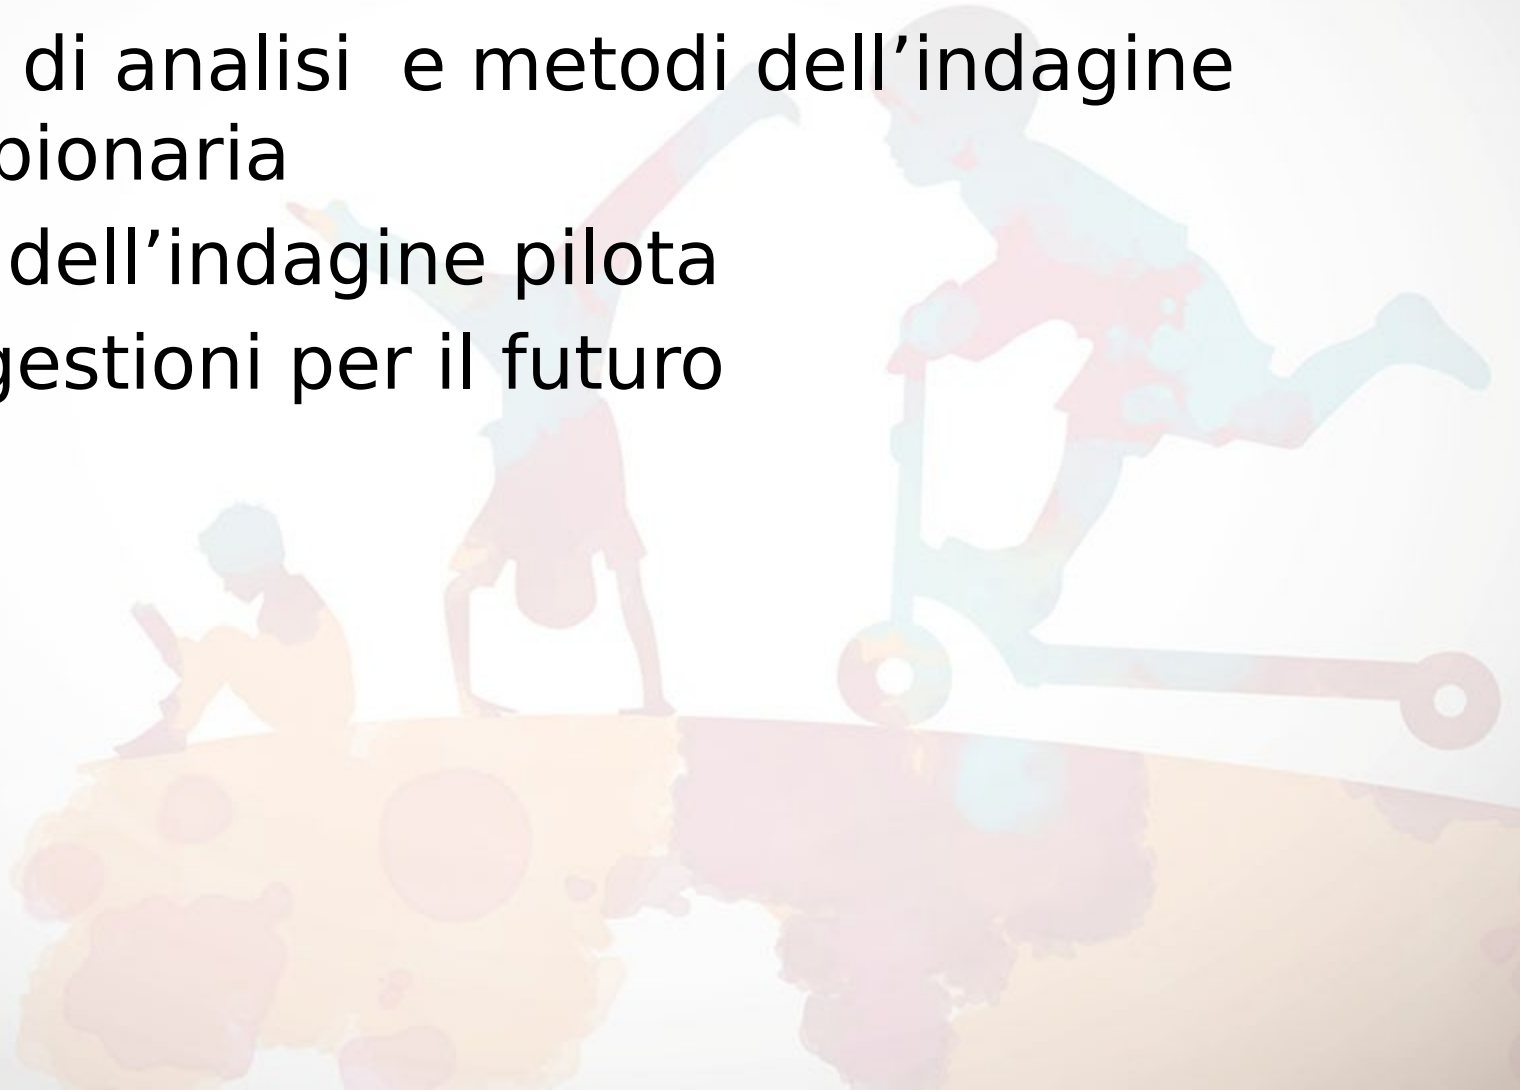 di analisi  e metodi dell’indagine
pionaria
dell’indagine pilota
gestioni per il futuro